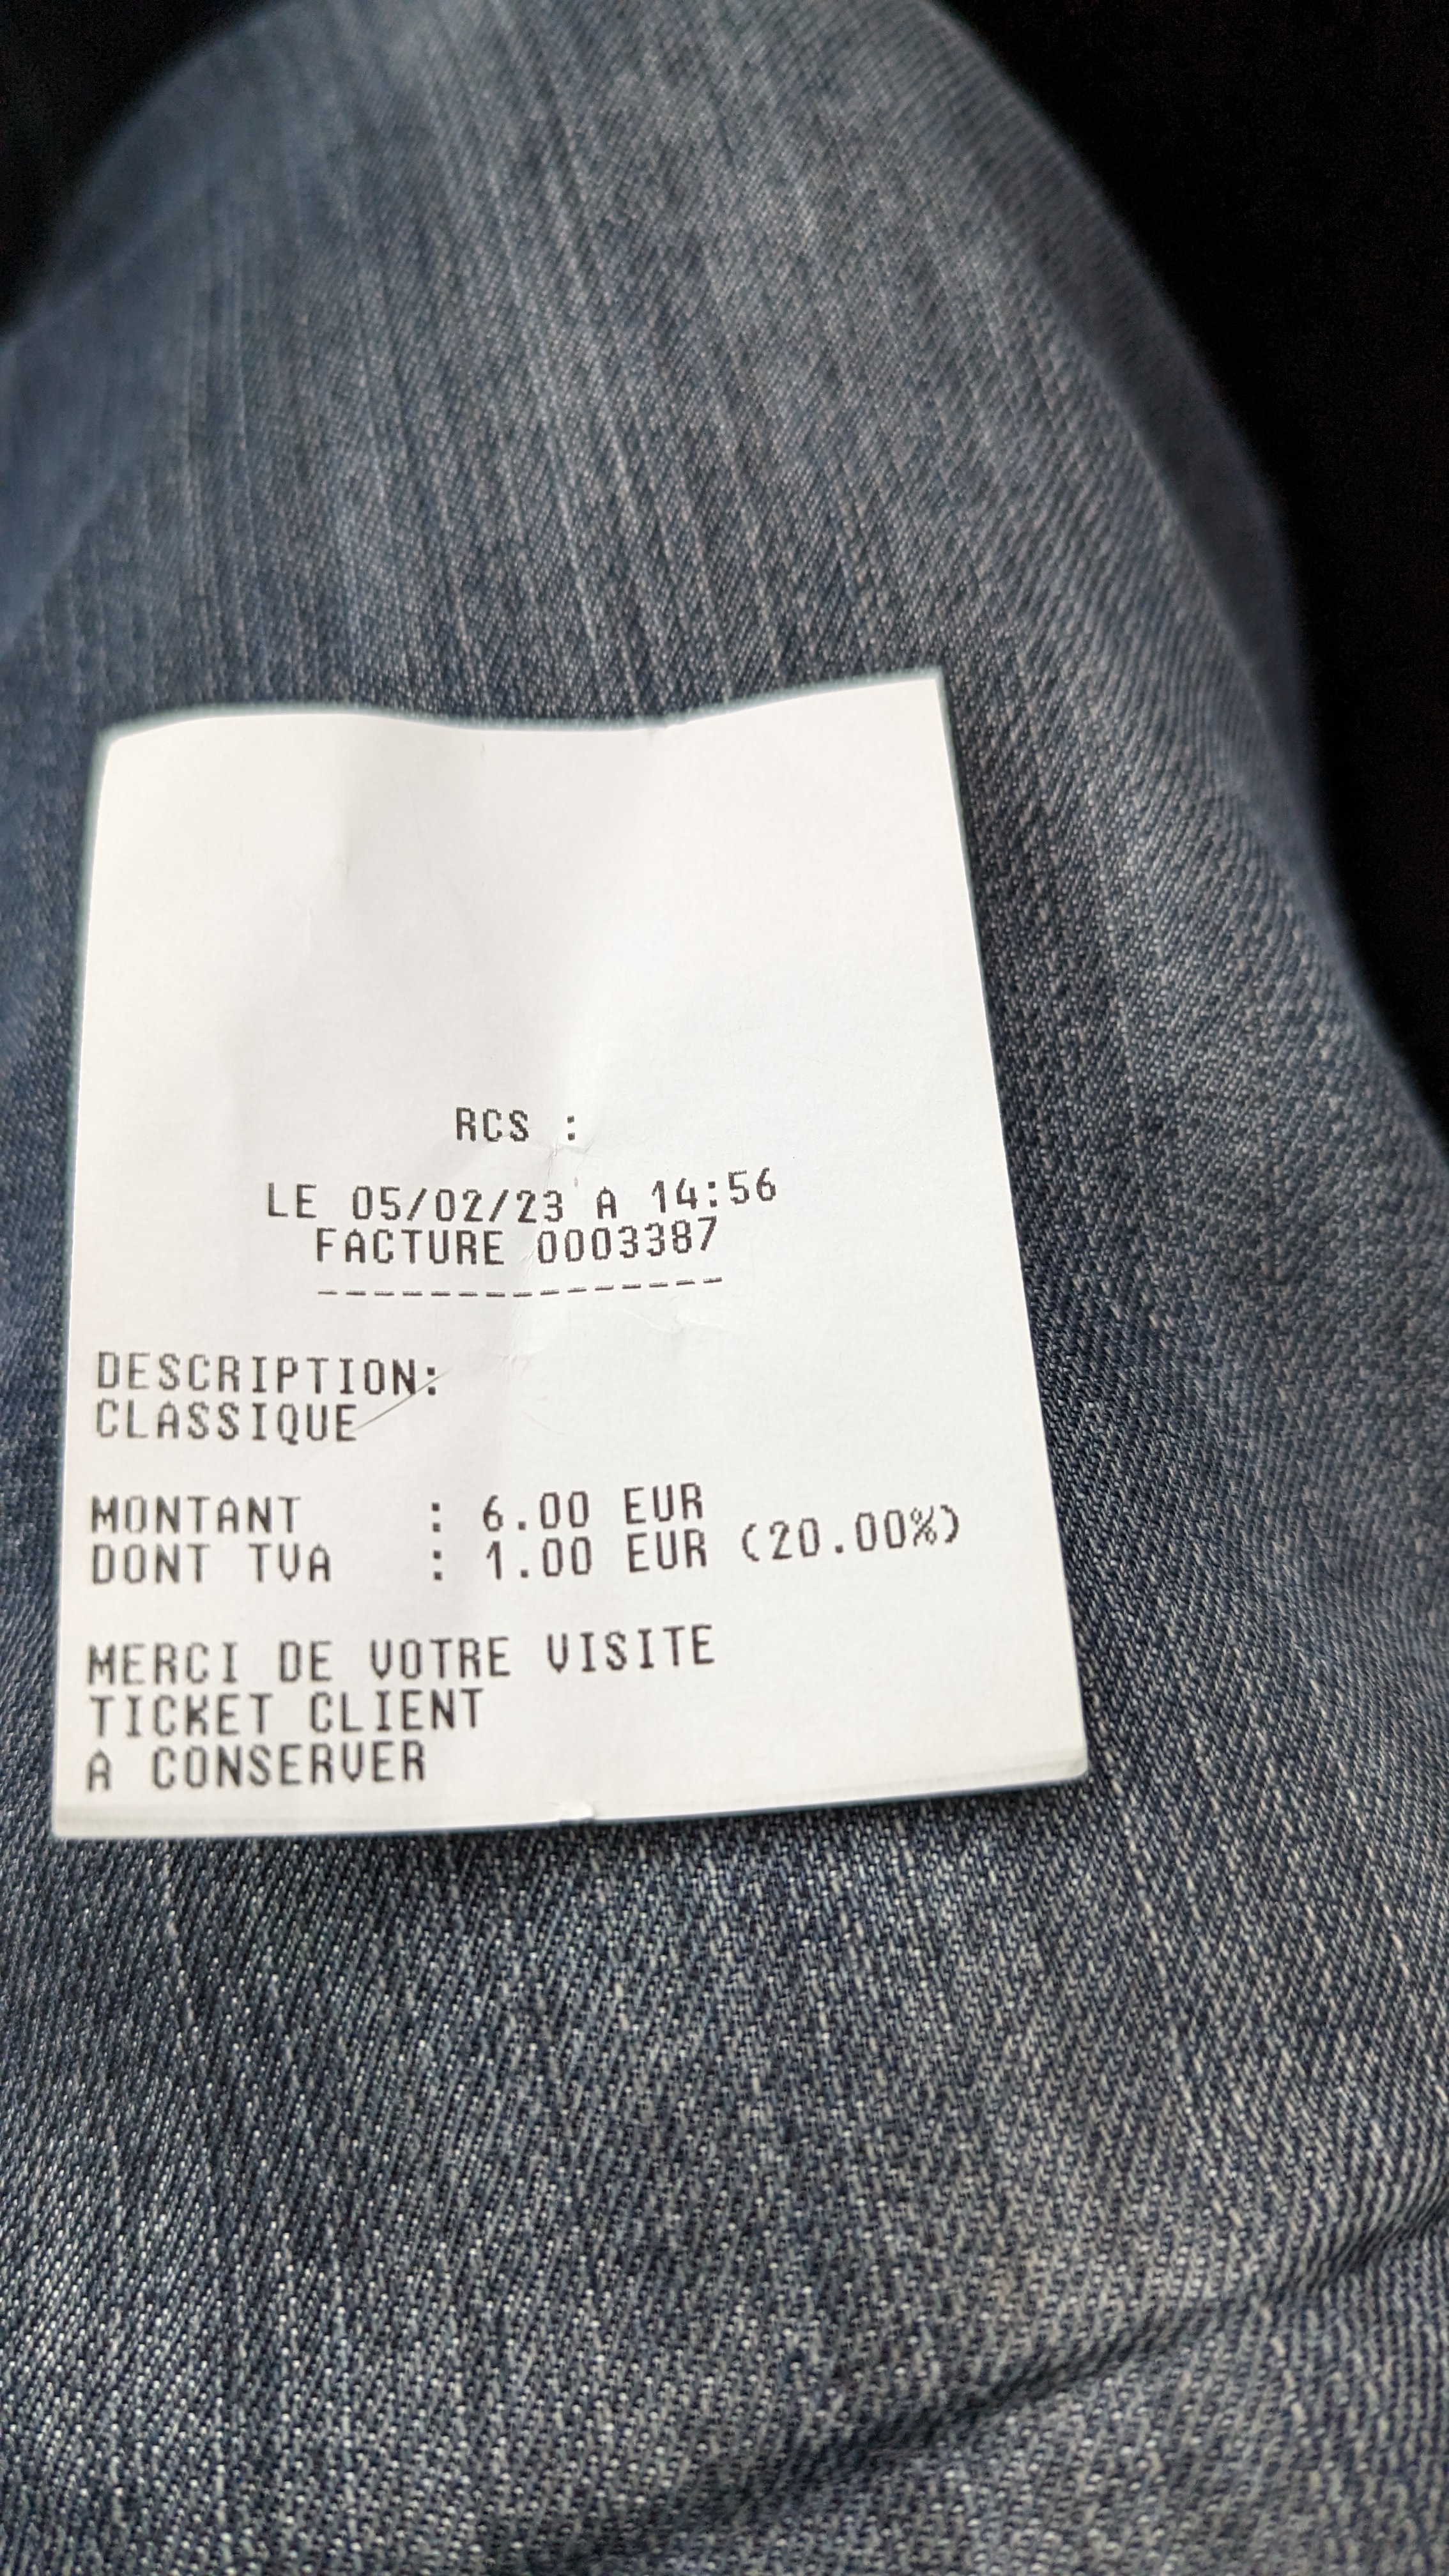 RCS :
LE 05/02/23 A 14:56
FACTURE 0003387
---------------
DESCRIPTION:
CLASSIQUE
MONTANT : 6.00 EUR
DONT TVA : 1.00 EUR (20.00%)
MERCI DE VOTRE VISITE
TICKET CLIENT
A CONSERVER